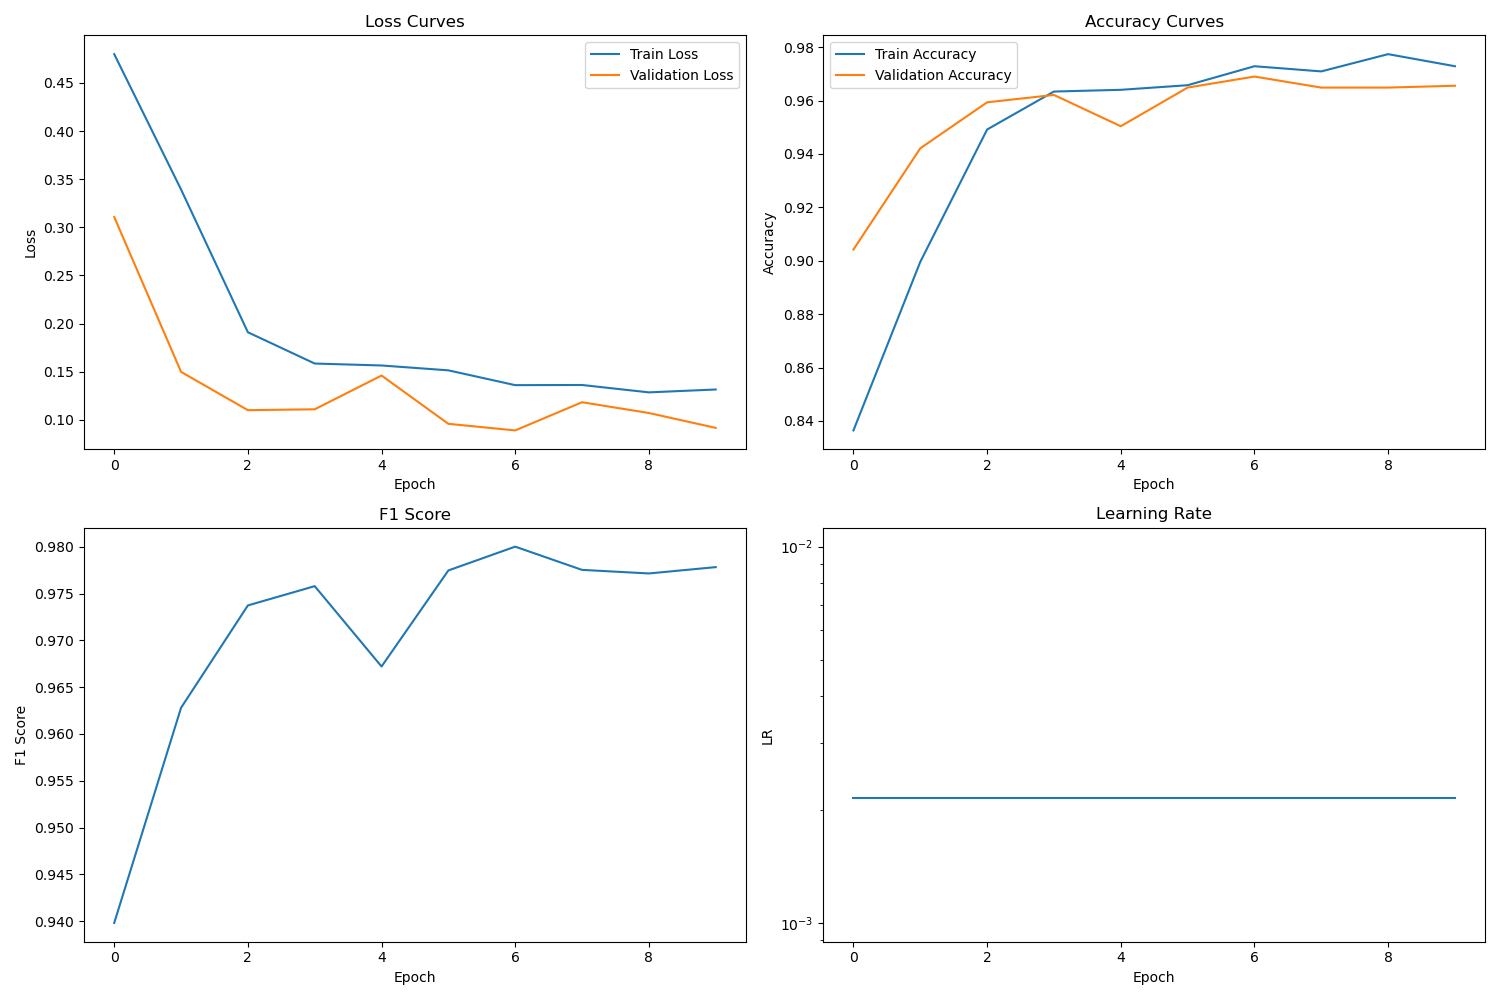 Loss Curves
Train Loss
Validation Loss
0.45
0.40
0.35
0.30
0.25
0.20
0.15
0.10
Loss
0 2 4 6 8
Epoch
Accuracy Curves
Train Accuracy
Validation Accuracy
0.98
0.96
0.94
0.92
0.90
0.88
0.86
0.84
Accuracy
0 2 4 6 8
Epoch
F1 Score
0.980
0.975
0.970
0.965
0.960
0.955
0.950
0.945
0.940
F1 Score
0 2 4 6 8
Epoch
Learning Rate
10⁻²
10⁻³
LR
0 2 4 6 8
Epoch